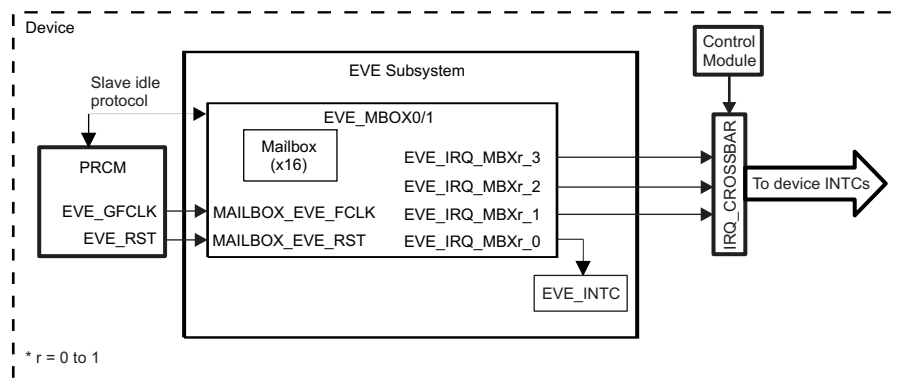 Device
Control
Module
EVE Subsystem
Slave idle
protocol
EVE_MBOX0/1
Mailbox
(x16)
PRCM
EVE_GFCLK
EVE_RST
MAILBOX_EVE_FCLK
MAILBOX_EVE_RST
EVE_IRQ_MBXr_3
EVE_IRQ_MBXr_2
EVE_IRQ_MBXr_1
EVE_IRQ_MBXr_0
EVE_INTC
IRQ_CROSSBAR
To device INTCs
* r = 0 to 1